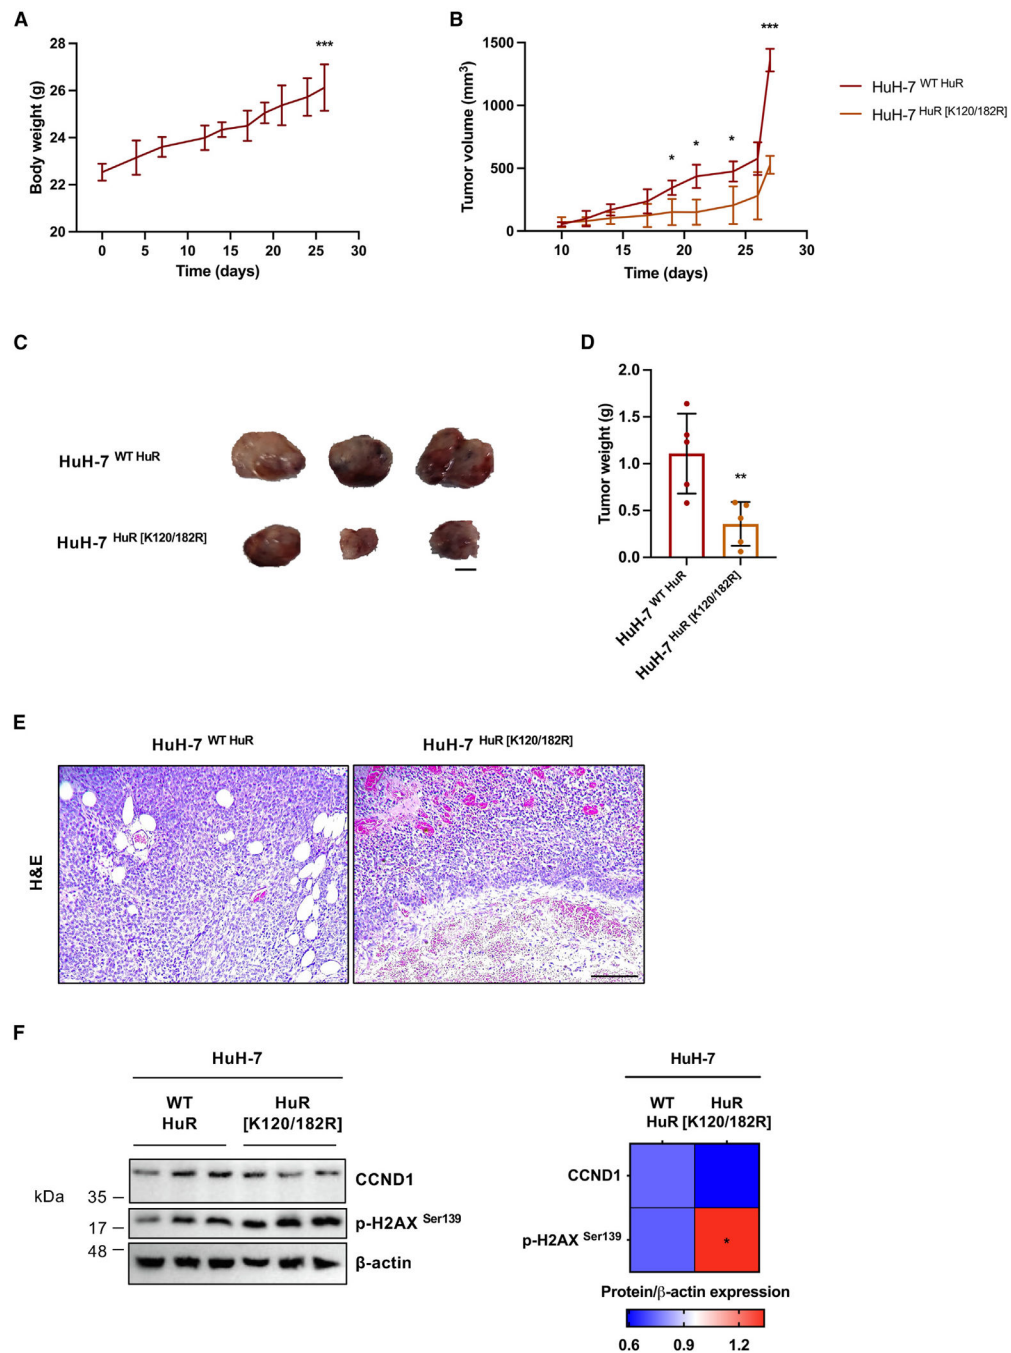 A
Body weight (g)
28
26
24
22
20
***
0 5 10 15 20 25 30
Time (days)
B
Tumor volume (mm³)
1500
1000
500
0
* * * ***
10 15 20 25 30
Time (days)
HuH-7 WT HuR
HuH-7 HuR [K120/182R]
C
HuH-7 WT HuR
HuH-7 HuR [K120/182R]
D
Tumor weight (g)
2.0
1.5
1.0
0.5
0.0
**
HuH-7 WT HuR
HuH-7 HuR [K120/182R]
E
HuH-7 WT HuR
HuH-7 HuR [K120/182R]
H&E
F
HuH-7
WT
HuR
HuR
[K120/182R]
kDa
35
17
48
CCND1
p-H2AX Ser139
β-actin
HuH-7
WT
HuR
HuR
[K120/182R]
CCND1
p-H2AX Ser139
*
Protein/β-actin expression
0.6 0.9 1.2